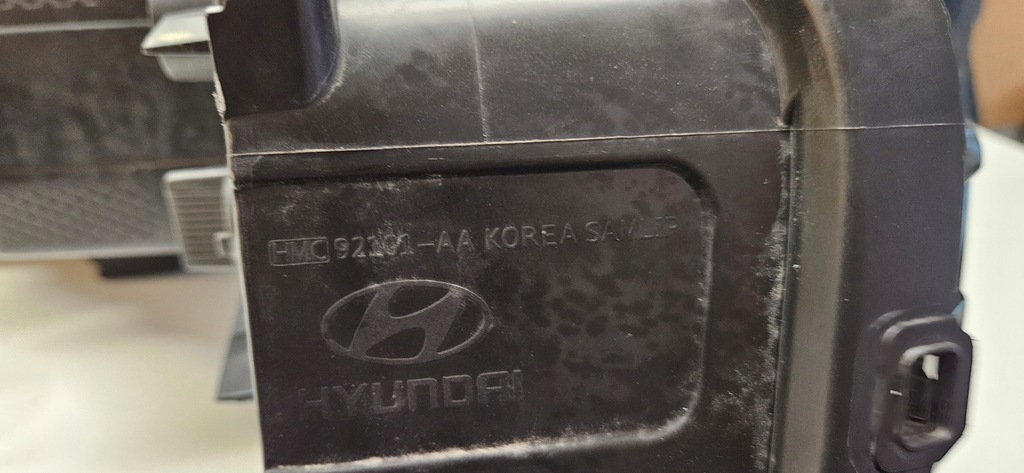 HMC 92101-AA KOREA SAMLIP
HYUNDAI